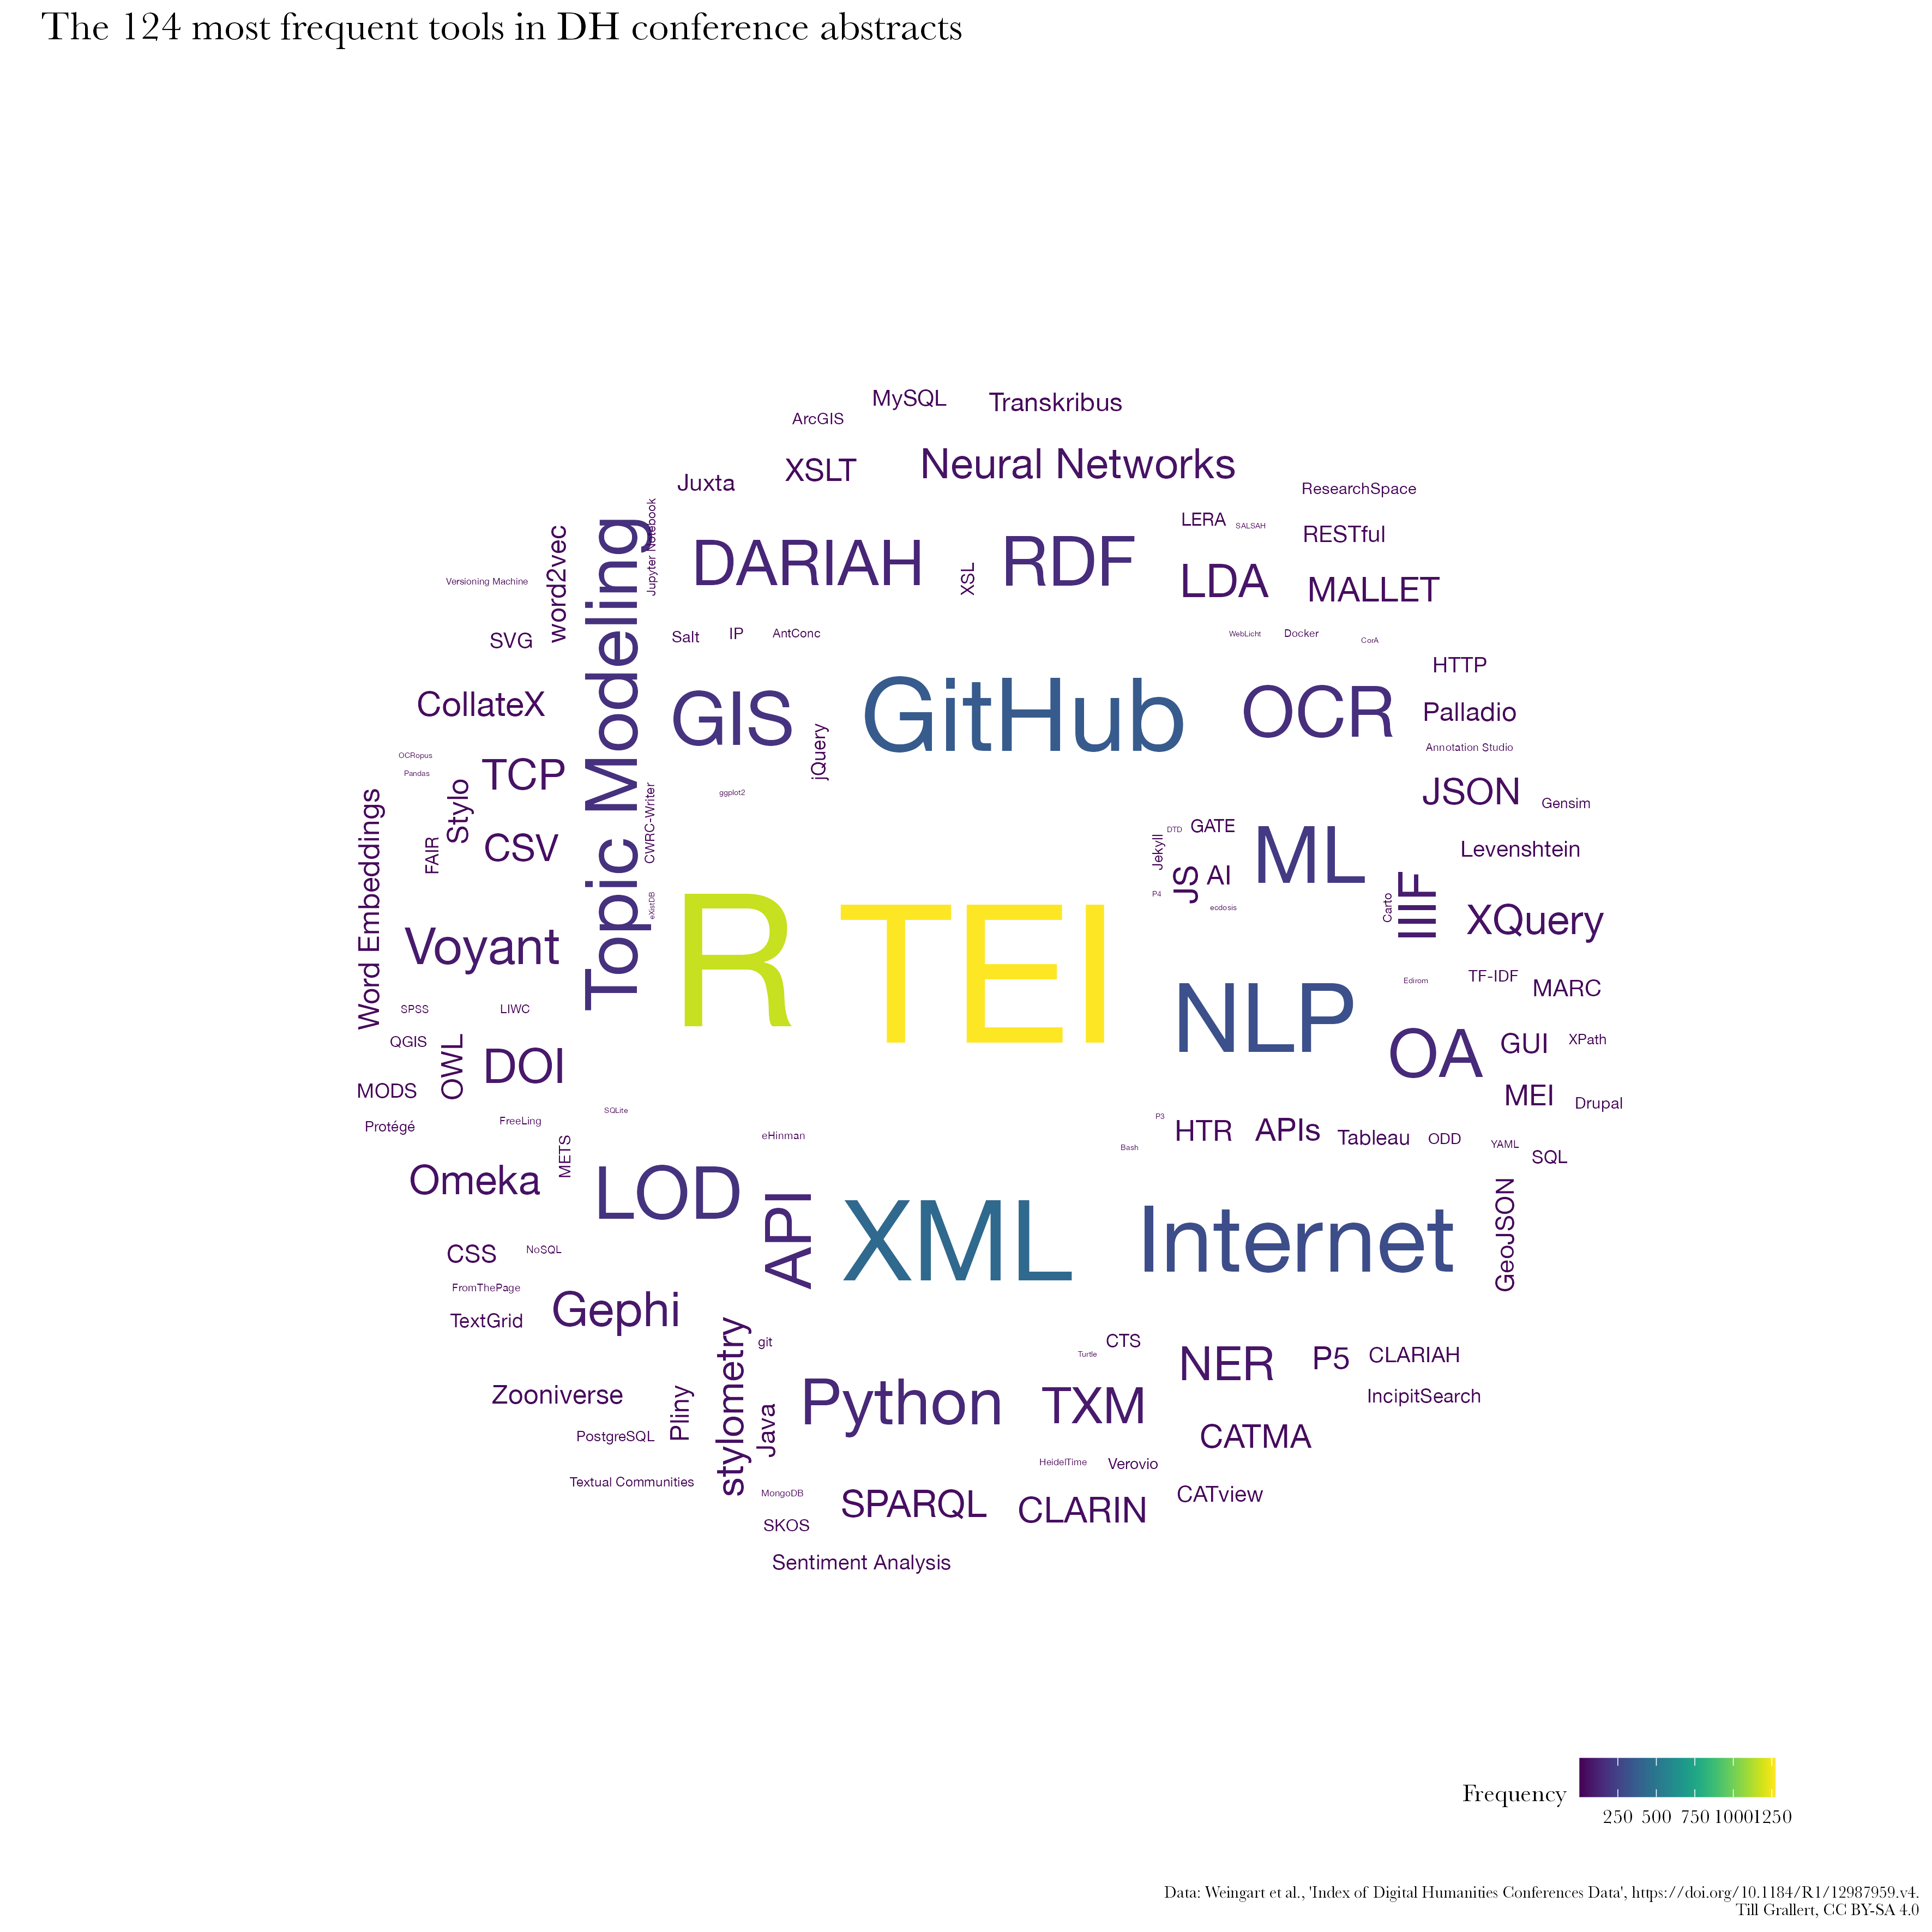 The 124 most frequent tools in DH conference abstracts
MySQL
Transkribus
ArcGIS
Neural Networks
XSLT
Juxta
ResearchSpace
Jupyter Notebook
LERA
SALSAH
RESTful
word2vec
Topic Modeling
DARIAH
XSL
RDF
LDA
MALLET
Versioning Machine
SVG
Salt
IP
AntConc
WebLicht
Docker
CorA
HTTP
CollateX
GIS
GitHub
OCR
Palladio
jQuery
Annotation Studio
OCRopus
Pandas
TCP
Stylo
ggplot2
JSON
Gensim
CWRC-Writer
Word Embeddings
FAIR
CSV
DTD
GATE
Jekyll
JS
AI
ML
Levenshtein
P4
ecdosis
Carto
IIIF
XQuery
eXistDB
Voyant
R
TEI
NLP
Edirom
TF-IDF
MARC
SPSS
LIWC
QGIS
OWL
DOI
OA
GUI
XPath
MODS
MEI
Drupal
Protégé
FreeLing
SQLite
P3
HTR
APIs
Tableau
ODD
YAML
SQL
METS
eHinman
Bash
Omeka
LOD
API
XML
Internet
GeoJSON
CSS
NoSQL
FromThePage
TextGrid
Gephi
stylometry
git
CTS
Turtle
NER
P5
CLARIAH
IncipitSearch
Zooniverse
Pliny
Java
Python
TXM
CATMA
PostgreSQL
HeidelTime
Verovio
Textual Communities
MongoDB
SPARQL
CLARIN
CATview
SKOS
Sentiment Analysis
Frequency
250 500 750 1000 1250
Data: Weingart et al., 'Index of Digital Humanities Conferences Data', https://doi.org/10.1184/R1/12987959.v4.
Till Grallert, CC BY-SA 4.0